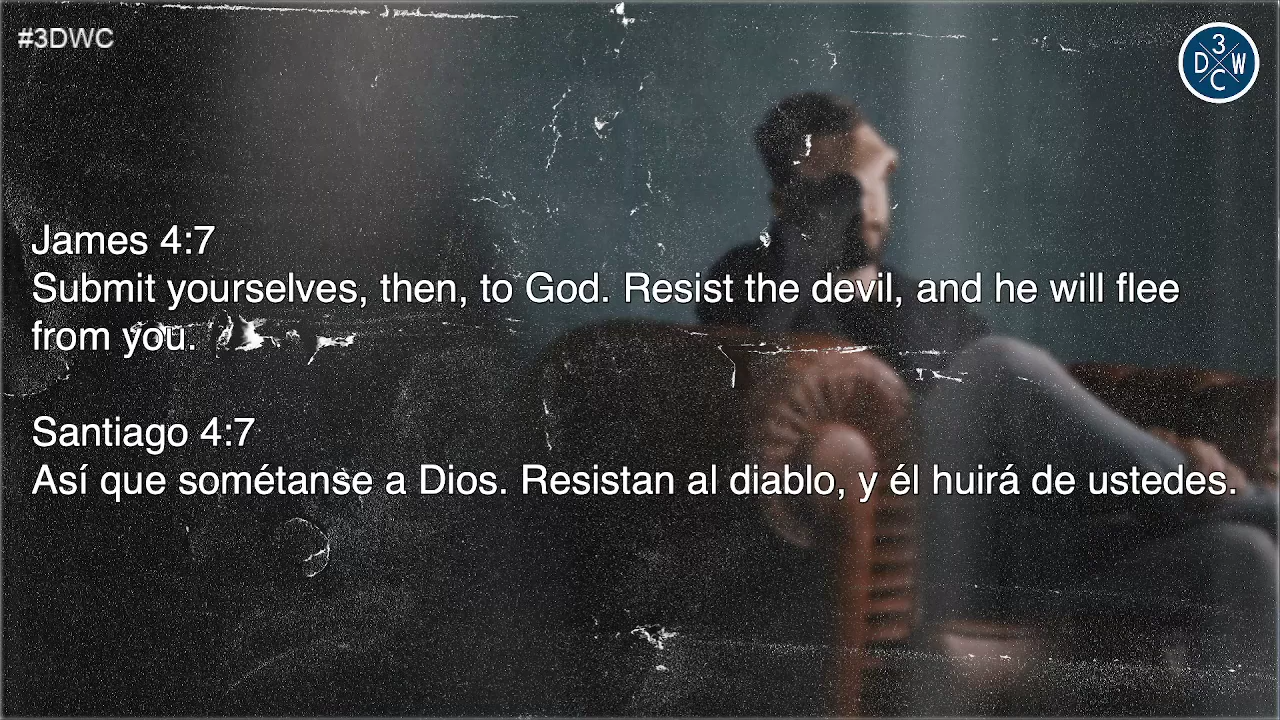 #3DWC
3
D W
C
James 4:7
Submit yourselves, then, to God. Resist the devil, and he will flee
from you.
Santiago 4:7
Así que sométanse a Dios. Resistan al diablo, y él huirá de ustedes.